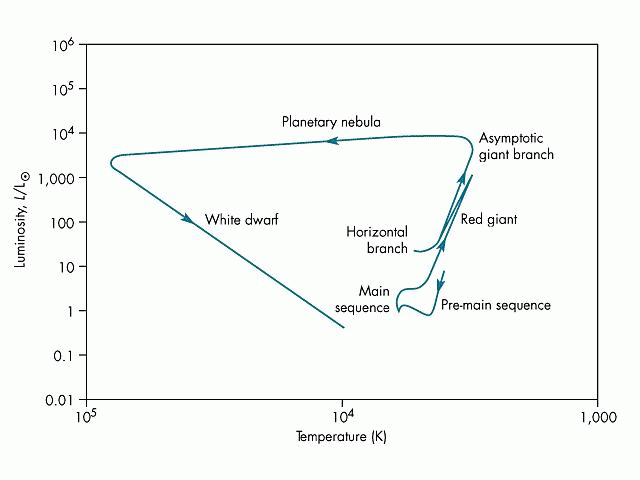 10⁶
10⁵
10⁴
1,000
100
10
1
0.1
0.01
Luminosity, L/L☉
Planetary nebula
Asymptotic
giant branch
White dwarf
Red giant
Horizontal
branch
Main
sequence
Pre-main sequence
10⁵
10⁴
1,000
Temperature (K)